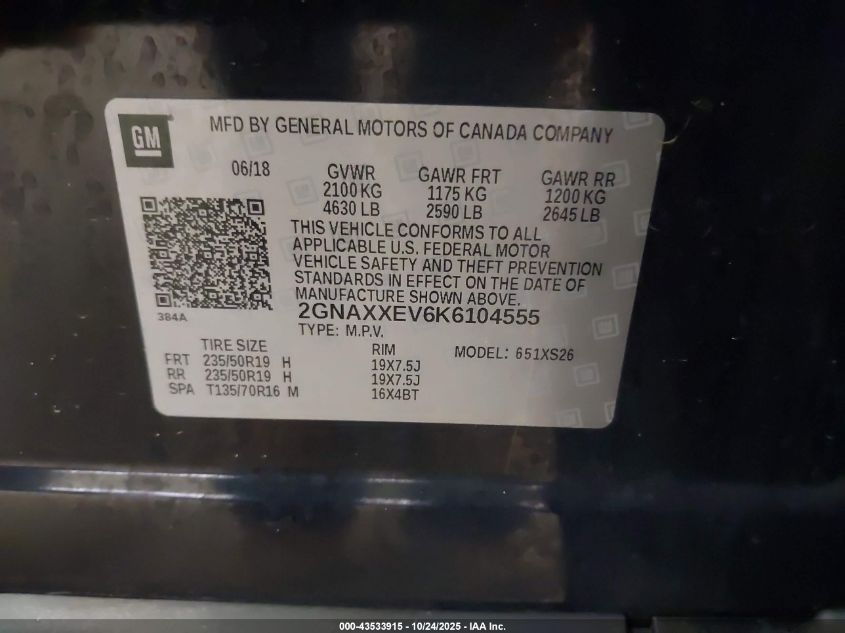 GM
MFD BY GENERAL MOTORS OF CANADA COMPANY
06/18
GVWR GAWR FRT GAWR RR
2100 KG 1175 KG 1200 KG
4630 LB 2590 LB 2645 LB
THIS VEHICLE CONFORMS TO ALL
APPLICABLE U.S. FEDERAL MOTOR
VEHICLE SAFETY AND THEFT PREVENTION
STANDARDS IN EFFECT ON THE DATE OF
MANUFACTURE SHOWN ABOVE.
384A
2GNAXXEV6K6104555
TYPE: M.P.V.
MODEL: 651XS26
TIRE SIZE RIM
FRT 235/50R19 H 19X7.5J
RR 235/50R19 H 19X7.5J
SPA T135/70R16 M 16X4BT
000-43533915 - 10/24/2025 - IAA Inc.